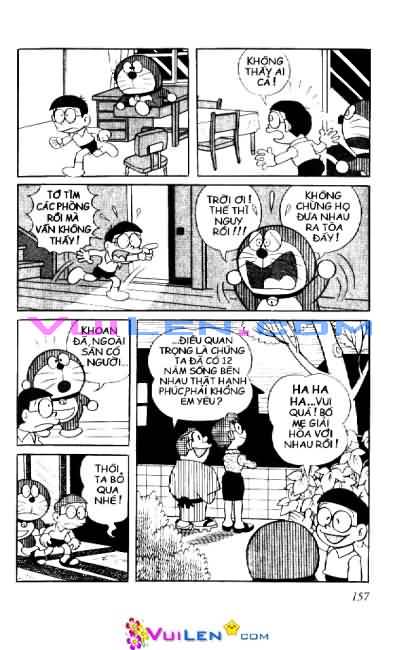 KHÔNG
THẤY AI
CẢ!
TỚ TÌM
CÁC PHÒNG
RỒI MÀ
VẪN KHÔNG
THẤY!
TRỜI ƠI!
THẾ THÌ
NGUY
RỒI!!!
KHÔNG
CHỪNG HỌ
ĐƯA NHAU
RA TÒA
ĐẤY!
VuiLen.com
KHOAN
ĐÃ, NGOÀI
SÂN CÓ
NGƯỜI...
...ĐIỀU QUAN
TRỌNG LÀ CHÚNG
TA ĐÃ CÓ 12
NĂM SỐNG BÊN
NHAU THẬT HẠNH
PHÚC, PHẢI KHÔNG
EM YÊU?
HA HA
HA...VUI
QUÁ! BỐ
MẸ GIẢI
HÒA VỚI
NHAU RỒI!
THÔI,
TA BỎ
QUA
NHÉ!
157
VuiLen.com